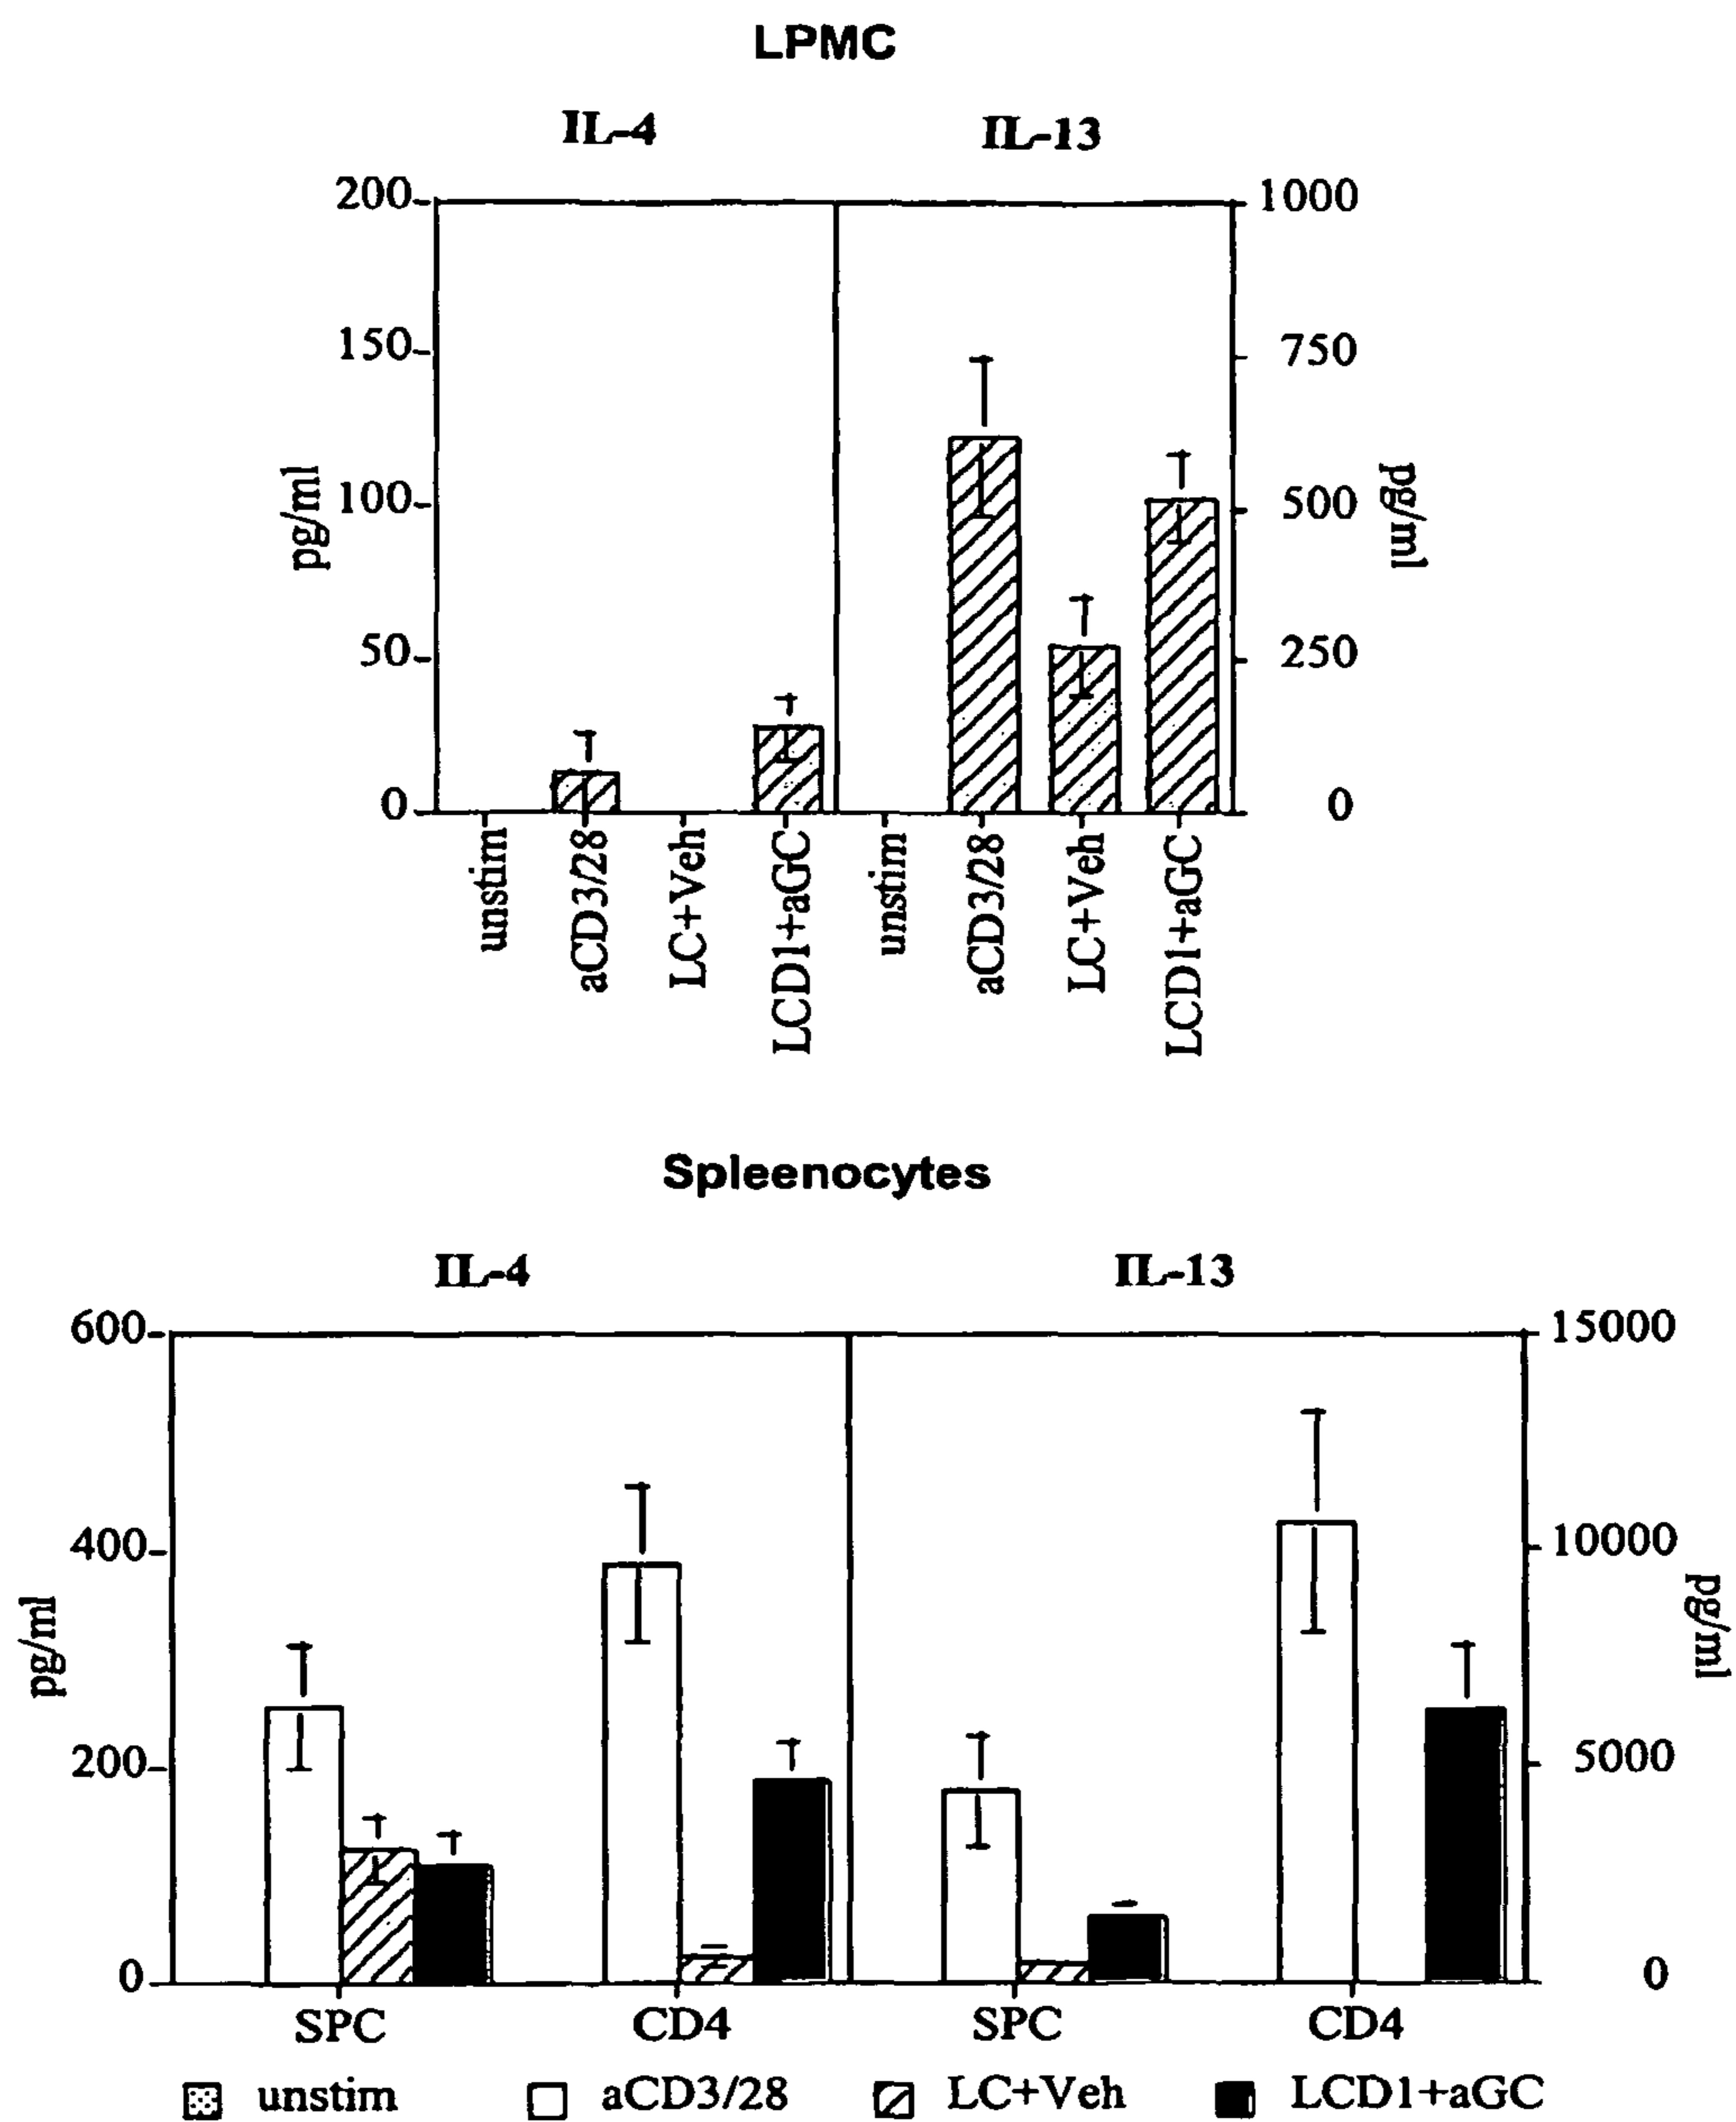 LPMC
IL-4 IL-13
200 1000
150 750
100 500
50 250
0 0
pg/ml pg/ml
unstim aCD3/28 LC+Veh LCD1+aGC unstim aCD3/28 LC+Veh LCD1+aGC
Spleenocytes
IL-4 IL-13
600 15000
400 10000
200 5000
0 0
pg/ml pg/ml
SPC CD4 SPC CD4
unstim aCD3/28 LC+Veh LCD1+aGC